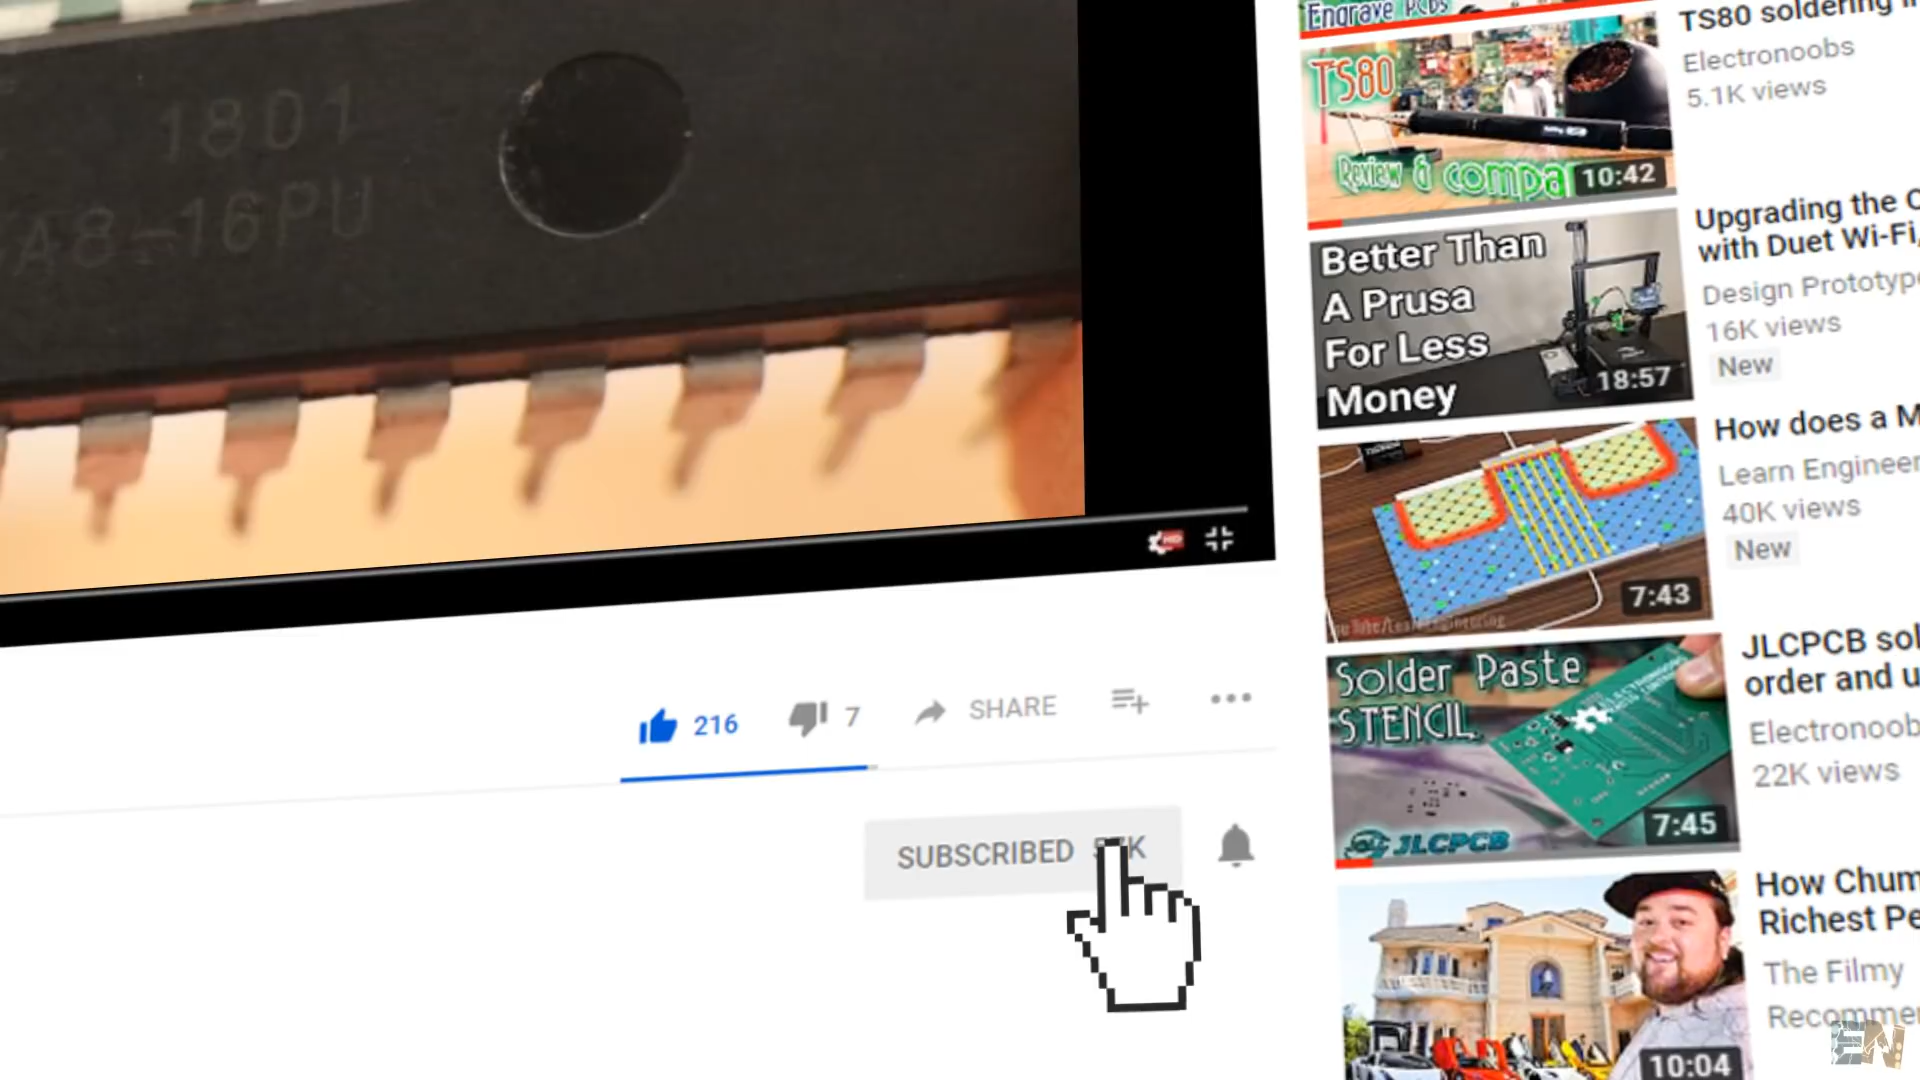 1801
A8-16PU
216
7
SHARE
SUBSCRIBED
Engrave PCBs
TS80
Review & compa
10:42
TS80 soldering
Electronoobs
5.1K views
Better Than
A Prusa
For Less
Money
18:57
Upgrading the
with Duet Wi-Fi,
Design Prototype
16K views
New
7:43
How does a M
Learn Engineer
40K views
New
Solder Paste
STENCIL
JLCPCB
7:45
JLCPCB sol
order and u
Electronoob
22K views
10:04
How Chum
Richest Pe
The Filmy
Recommen
EN